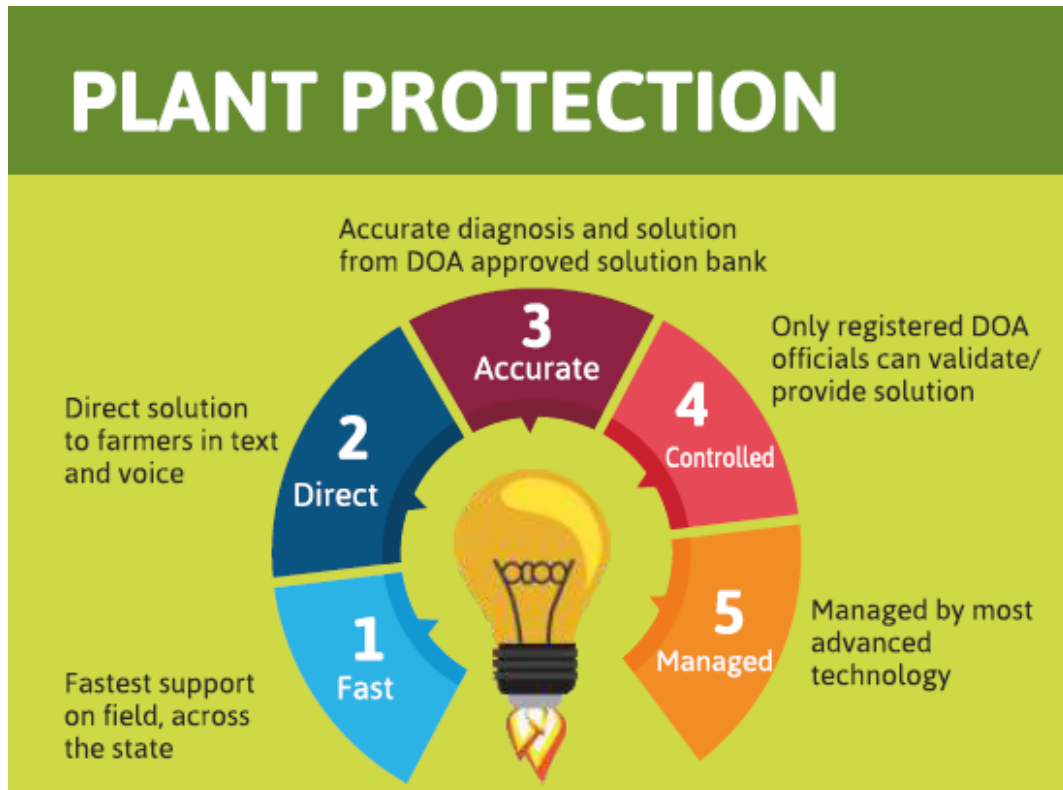 PLANT PROTECTION
Fastest support
on field, across
the state
1
Fast
Direct solution
to farmers in text
and voice
2
Direct
Accurate diagnosis and solution
from DOA approved solution bank
3
Accurate
Only registered DOA
officials can validate/
provide solution
4
Controlled
Managed by most
advanced
technology
5
Managed